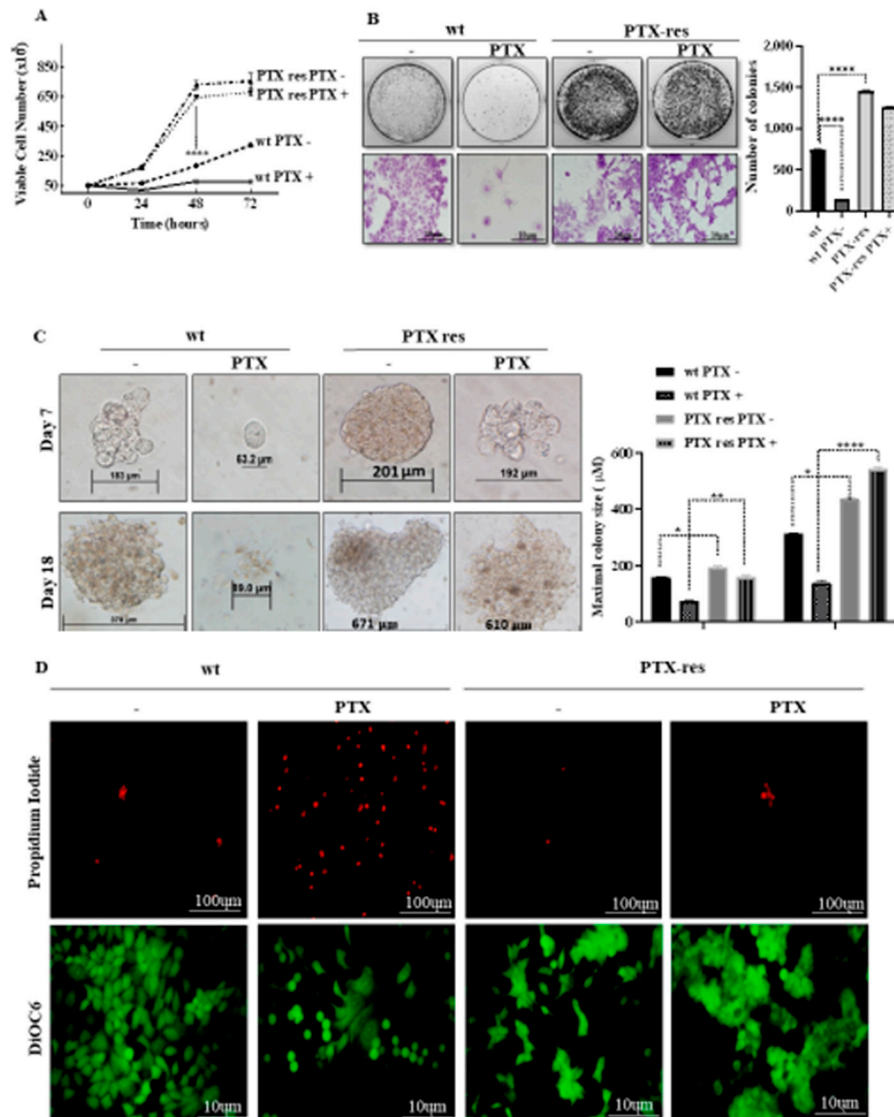 A
Viable Cell Number (x10³)
850
650
450
250
50
0
24
48
72
Time (hours)
PTX res PTX -
PTX res PTX +
****
wt PTX -
wt PTX +
B
wt
PTX-res
-
PTX
-
PTX
Number of colonies
2,000
1,500
1,000
500
0
****
****
wt
wt PTX-
PTX-res
PTX-res PTX+
C
wt
PTX res
-
PTX
-
PTX
Day 7
63.2 µm
201 µm
192 µm
Day 18
89.0 µm
671 µm
610 µm
wt PTX -
wt PTX +
PTX res PTX -
PTX res PTX +
Maximal colony size ( µM)
600
400
200
0
*
**
*
****
D
wt
PTX-res
-
PTX
-
PTX
Propidium Iodide
100µm
100µm
100µm
100µm
DiOC6
10µm
10µm
10µm
10µm